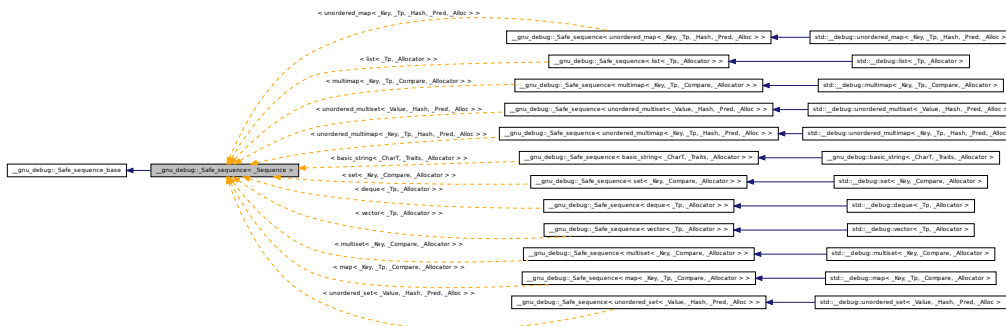 < unordered_map< _Key, _Tp, _Hash, _Pred, _Alloc > >
__gnu_debug::_Safe_sequence< unordered_map< _Key, _Tp, _Hash, _Pred, _Alloc > >
std::__debug::unordered_map< _Key, _Tp, _Hash, _Pred, _Alloc >
< list< _Tp, _Allocator > >
__gnu_debug::_Safe_sequence< list< _Tp, _Allocator > >
std::__debug::list< _Tp, _Allocator >
< multimap< _Key, _Tp, _Compare, _Allocator > >
__gnu_debug::_Safe_sequence< multimap< _Key, _Tp, _Compare, _Allocator > >
std::__debug::multimap< _Key, _Tp, _Compare, _Allocator >
< unordered_multiset< _Value, _Hash, _Pred, _Alloc > >
__gnu_debug::_Safe_sequence< unordered_multiset< _Value, _Hash, _Pred, _Alloc > >
std::__debug::unordered_multiset< _Value, _Hash, _Pred, _Alloc >
< unordered_multimap< _Key, _Tp, _Hash, _Pred, _Alloc > >
__gnu_debug::_Safe_sequence< unordered_multimap< _Key, _Tp, _Hash, _Pred, _Alloc > >
std::__debug::unordered_multimap< _Key, _Tp, _Hash, _Pred, _Alloc >
< basic_string< _CharT, _Traits, _Allocator > >
__gnu_debug::_Safe_sequence< basic_string< _CharT, _Traits, _Allocator > >
__gnu_debug::basic_string< _CharT, _Traits, _Allocator >
__gnu_debug::_Safe_sequence_base
__gnu_debug::_Safe_sequence< _Sequence >
< set< _Key, _Compare, _Allocator > >
__gnu_debug::_Safe_sequence< set< _Key, _Compare, _Allocator > >
std::__debug::set< _Key, _Compare, _Allocator >
< deque< _Tp, _Allocator > >
__gnu_debug::_Safe_sequence< deque< _Tp, _Allocator > >
std::__debug::deque< _Tp, _Allocator >
< vector< _Tp, _Allocator > >
__gnu_debug::_Safe_sequence< vector< _Tp, _Allocator > >
std::__debug::vector< _Tp, _Allocator >
< multiset< _Key, _Compare, _Allocator > >
__gnu_debug::_Safe_sequence< multiset< _Key, _Compare, _Allocator > >
std::__debug::multiset< _Key, _Compare, _Allocator >
< map< _Key, _Tp, _Compare, _Allocator > >
__gnu_debug::_Safe_sequence< map< _Key, _Tp, _Compare, _Allocator > >
std::__debug::map< _Key, _Tp, _Compare, _Allocator >
< unordered_set< _Value, _Hash, _Pred, _Alloc > >
__gnu_debug::_Safe_sequence< unordered_set< _Value, _Hash, _Pred, _Alloc > >
std::__debug::unordered_set< _Value, _Hash, _Pred, _Alloc >